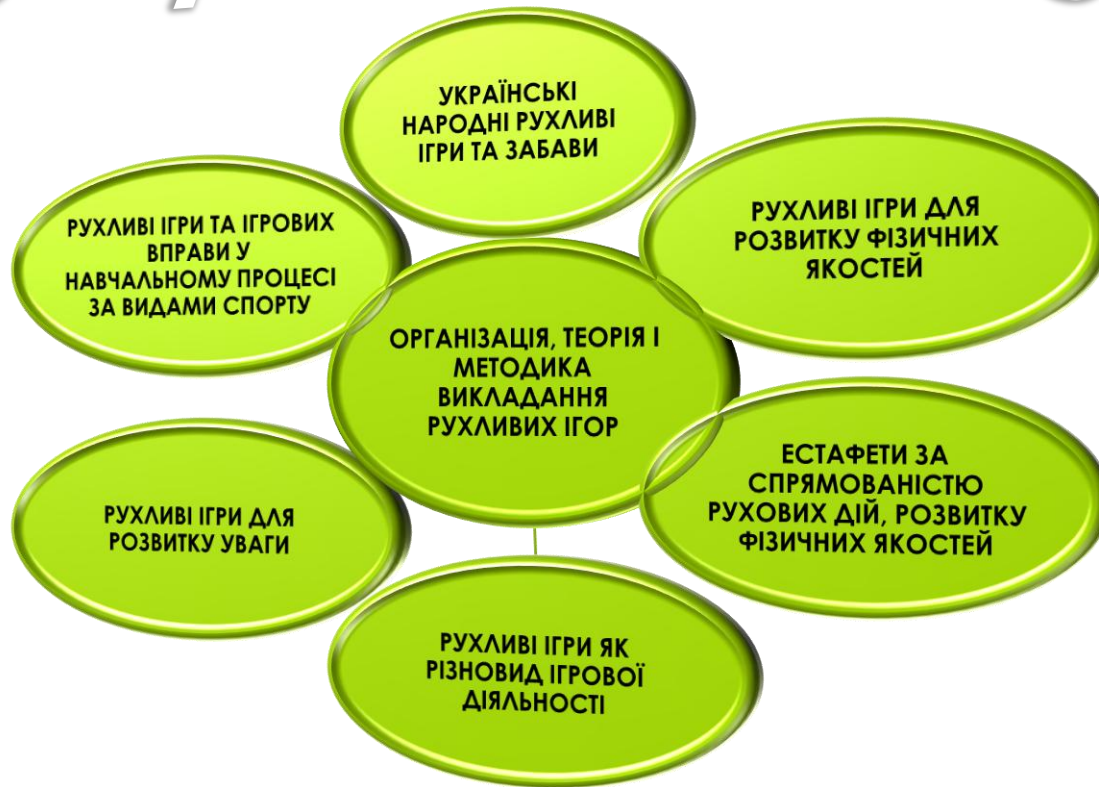 УКРАЇНСЬКІ
НАРОДНІ РУХЛИВІ
ІГРИ ТА ЗАБАВИ
РУХЛИВІ ІГРИ ТА ІГРОВИХ
ВПРАВИ У
НАВЧАЛЬНОМУ ПРОЦЕСІ
ЗА ВИДАМИ СПОРТУ
РУХЛИВІ ІГРИ ДЛЯ
РОЗВИТКУ ФІЗИЧНИХ
ЯКОСТЕЙ
ОРГАНІЗАЦІЯ, ТЕОРІЯ І
МЕТОДИКА
ВИКЛАДАННЯ
РУХЛИВИХ ІГОР
РУХЛИВІ ІГРИ ДЛЯ
РОЗВИТКУ УВАГИ
ЕСТАФЕТИ ЗА
СПРЯМОВАНІСТЮ
РУХОВИХ ДІЙ, РОЗВИТКУ
ФІЗИЧНИХ ЯКОСТЕЙ
РУХЛИВІ ІГРИ ЯК
РІЗНОВИД ІГРОВОЇ
ДІЯЛЬНОСТІ